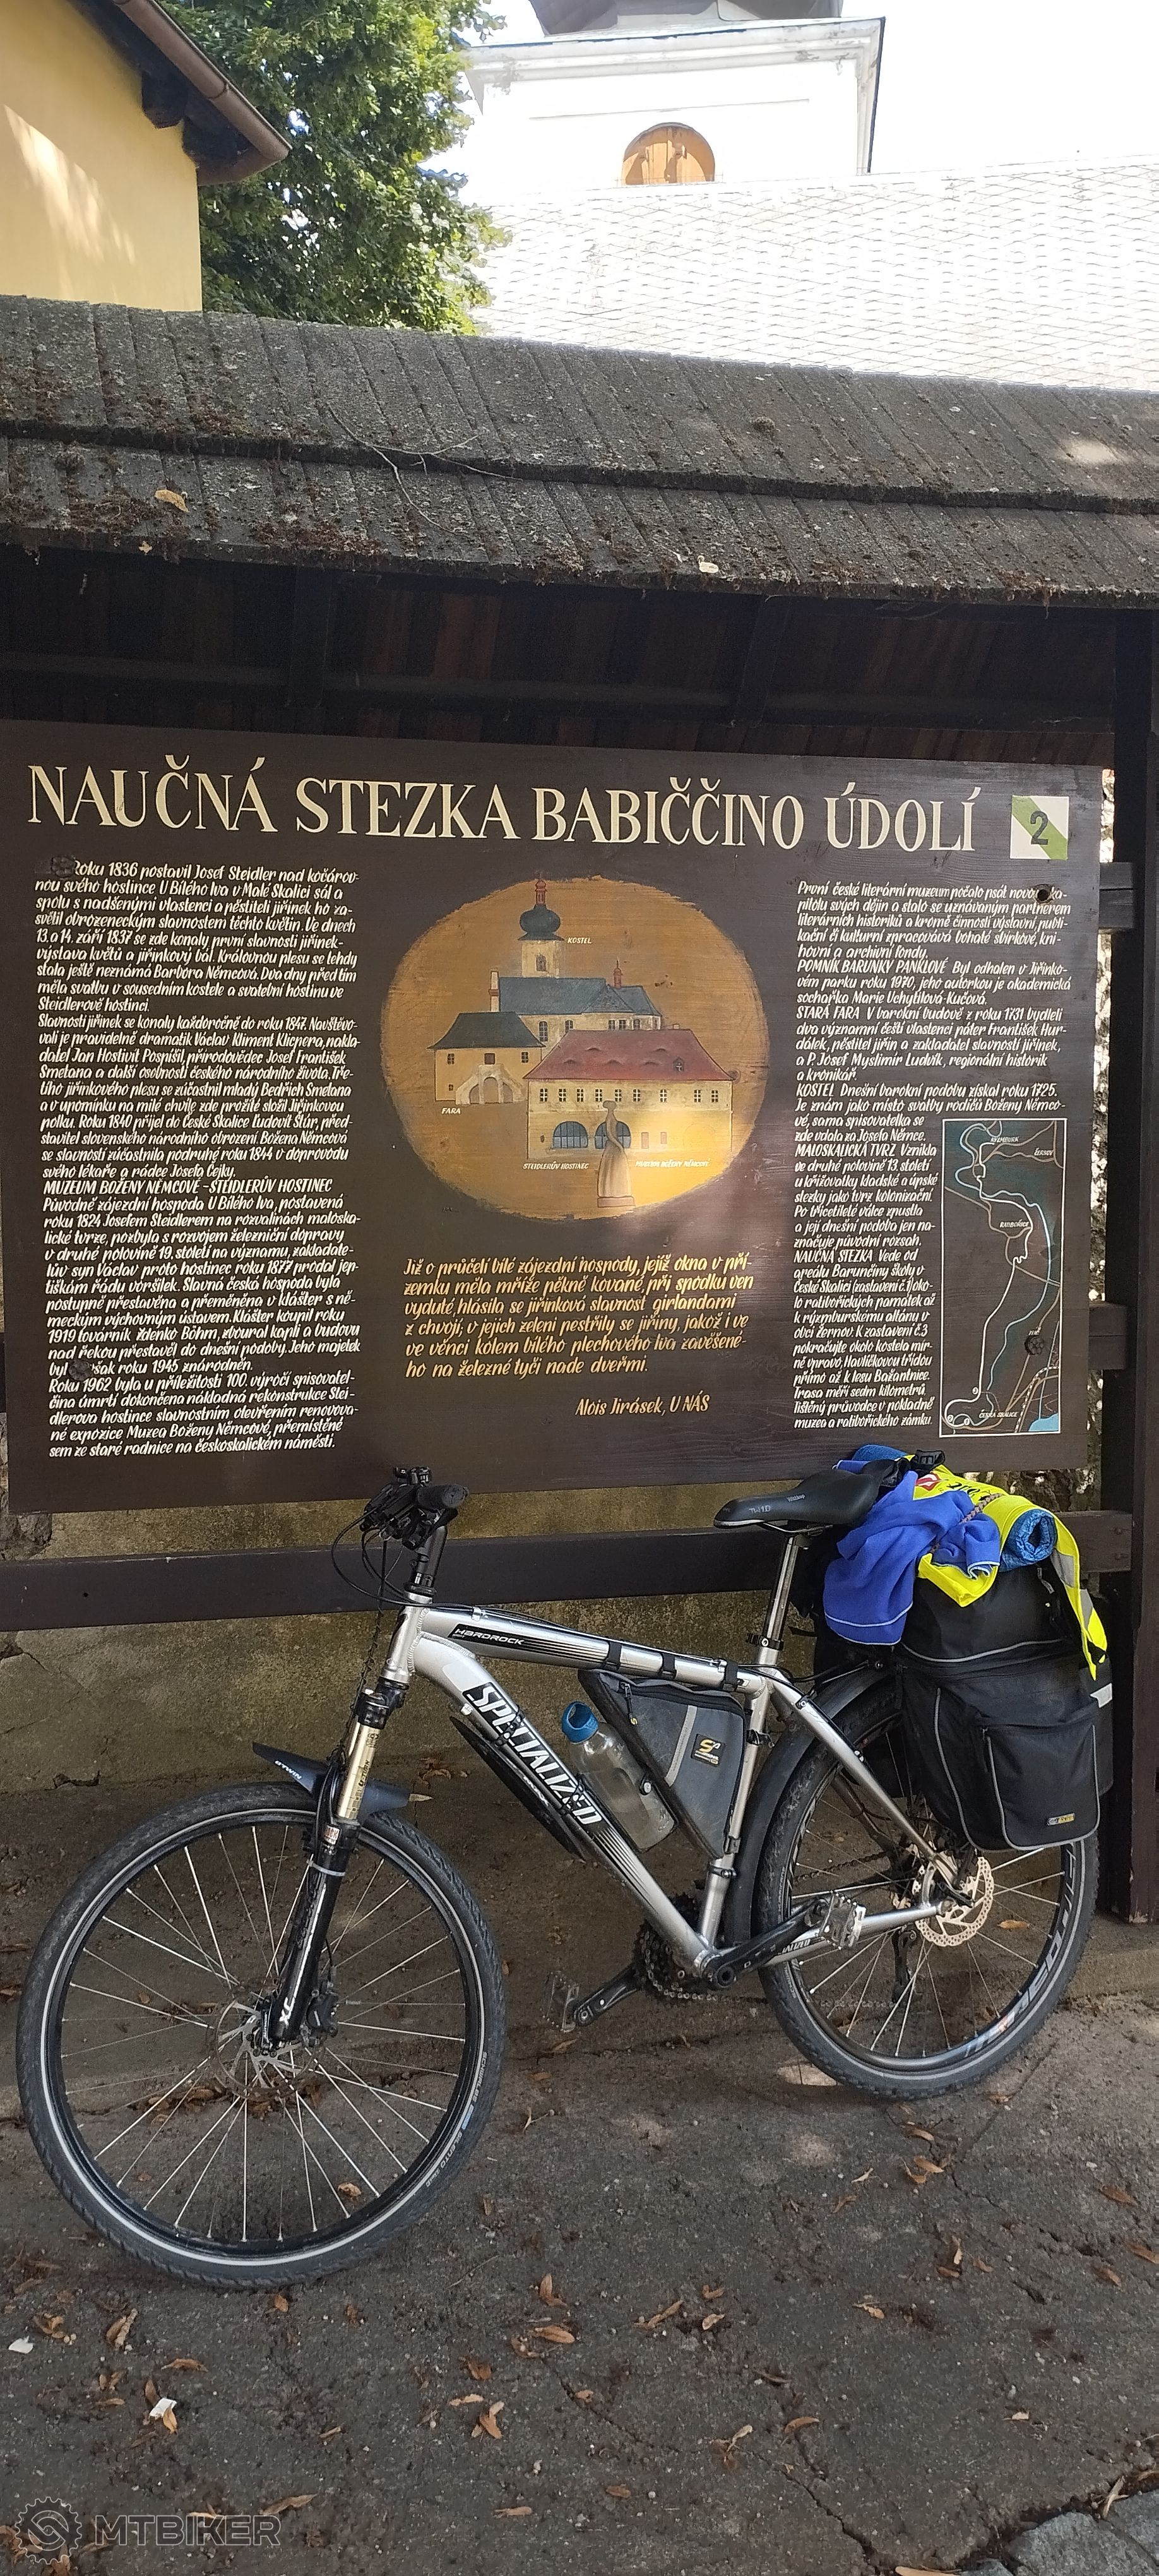 NAUČNÁ STEZKA BABIČČINO ÚDOLÍ
2
Roku 1836 postavil Josef Steidler nad kočárov-
nou svého hostince U Bílého lva v Malé Skalici sál a
spolu s nadšenými vlastenci a pěstiteli jiřinek ho za-
světil obrozeneckým slavnostem těchto květin. Ve dnech
13. a 14. září 1837 se zde konaly první slavnosti jiřinek-
výstava květů a jiřinkový bál. Královnou plesu se tehdy
stala ještě neznámá Barbora Němcová. Dva dny před tím
měla svatbu v sousedním kostele a svatební hostinu ve
Steidlerově hostinci.
Slavnosti jiřinek se konaly každoročně do roku 1847. Navštěvo-
vali je pravidelně dramatik Václav Kliment Klicpera, nakla-
datel Jan Hostivít Pospíšil, přírodovědec Josef František
Smetana a další osobnosti českého národního života. Tře-
tího jiřinkového plesu se zúčastnil mladý Bedřich Smetana
a v upomínku na milé chvíle zde prožité složil Jiřinkovou
polku. Roku 1840 přijel do České Skalice Ľudovít Štúr, před-
stavitel slovenského národního obrození. Božena Němcová
se slavností zúčastnila podruhé roku 1844 v doprovodu
svého lékaře a rádce Josefa Čejky.
MUZEUM BOŽENY NĚMCOVÉ - STEIDLERŮV HOSTINEC
Původně zájezdní hospoda U Bílého lva, postavená
roku 1824 Josefem Steidlerem na rozvalinách malos­ka-
lické tvrze, pozbyla s rozvojem železniční dopravy
v druhé polovině 19. století na významu, zakladate-
lův syn Václav proto hostinec roku 1877 prodal jep-
tiškám řádu voršilek. Slavná česká hospoda byla
postupně přestavěna a přeměněna v klášter s ně-
meckým výchovným ústavem. Klášter koupil roku
1919 továrník Zdenko Böhm, zboural kapli a budovu
nad řekou přestavěl do dnešní podoby. Jeho majetek
byl však roku 1945 znárodněn.
Roku 1962 byla u příležitosti 100. výročí spisovatel-
čina úmrtí dokončena nákladná rekonstrukce Stei-
dlerova hostince slavnostním otevřením renovova-
né expozice Muzea Boženy Němcové, přemístěné
sem ze staré radnice na českoskalickém náměstí.
KOSTEL
FARA
STEIDLERŮV HOSTINEC
MUZEUM BOŽENY NĚMCOVÉ
Již o průčelí bílé zájezdní hospody, jejíž okna v pří-
zemku měla mříže pěkně kované, při spodku ven
vyduté, hlásila se jiřinková slavnost girlandami
z chvojí; v jejich zeleni pestřily se jiřiny, jakož i ve
ve věnci kolem bílého plechového lva zavěšené-
ho na železné tyči nade dveřmi.
Alois Jirásek, U NÁS
První české literární muzeum počalo psát novou ka-
pitolu svých dějin a stalo se uznávaným partnerem
literárních historiků a kromě činnosti výstavní, publi-
kační či kulturní zpracovává bohaté sbírkové, kni-
hovní a archivní fondy.
POMNÍK BARUNKY PANKLOVÉ Byl odhalen v Jiřinko-
vém parku roku 1970, jeho autorkou je akademická
sochařka Marie Uchytilová-Kučová.
STARÁ FARA V barokní budově z roku 1731 bydleli
dva významní čeští vlastenci páter František Hur-
dálek, pěstitel jiřin a zakladatel slavností jiřinek,
a P. Josef Myslimír Ludvík, regionální historik
a kronikář.
KOSTEL Dnešní barokní podobu získal roku 1725.
Je znám jako místo svatby rodičů Boženy Němco-
vé, sama spisovatelka se
zde vdala za Josefa Němce.
MALOSKALICKÁ TVRZ Vznikla
ve druhé polovině 13. století
u křižovatky kladské a úpské
stezky jako tvrz kolonizační.
Po třicetileté válce zpustla
a její dnešní podoba jen na-
značuje původní rozsah.
NAUČNÁ STEZKA Vede od
areálu Barunčiny školy v
České Skalici (zastavení č. 1) oko-
lo ratibořických památek až
k rýzmburskému altánu v
obci Žernov. K zastavení č. 3
pokračujte okolo kostela mír-
ně vpravo Havlíčkovou třídou
přímo až k lesu Bažantnice.
Trasa měří sedm kilometrů,
tištěný průvodce v pokladně
muzea a ratibořického zámku.
RÝZMBURK
ŽERNOV
RATIBOŘICE
ČESKÁ SKALICE
HARDROCK
SPECIALIZED
BTWIN
MTBIKER